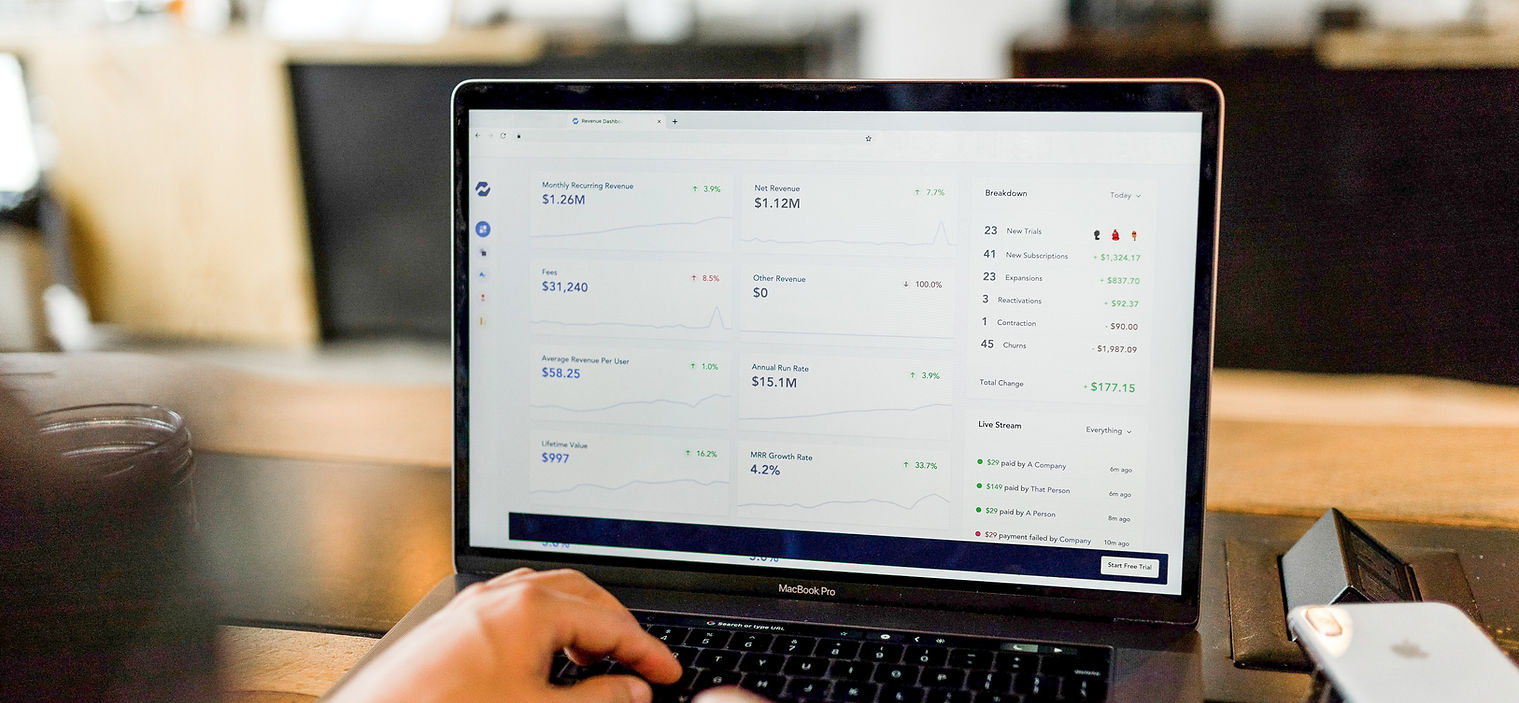 Revenue Dashbo
Monthly Recurring Revenue
↑ 3.9%
$1.26M
Net Revenue
↑ 7.7%
$1.12M
Fees
↑ 8.5%
$31,240
Other Revenue
↓ 100.0%
$0
Average Revenue Per User
↑ 1.0%
$58.25
Annual Run Rate
↑ 3.9%
$15.1M
Lifetime Value
↑ 16.2%
$997
MRR Growth Rate
↑ 33.7%
4.2%
Breakdown
Today
23 New Trials
41 New Subscriptions + $1,324.17
23 Expansions + $837.70
3 Reactivations + $92.37
1 Contraction - $90.00
45 Churns - $1,987.09
Total Change + $177.15
Live Stream
Everything
$29 paid by A Company 6m ago
$149 paid by That Person 6m ago
$29 paid by A Person 8m ago
$29 payment failed by Company 10m ago
Start Free Trial
MacBook Pro
G Search or type URL